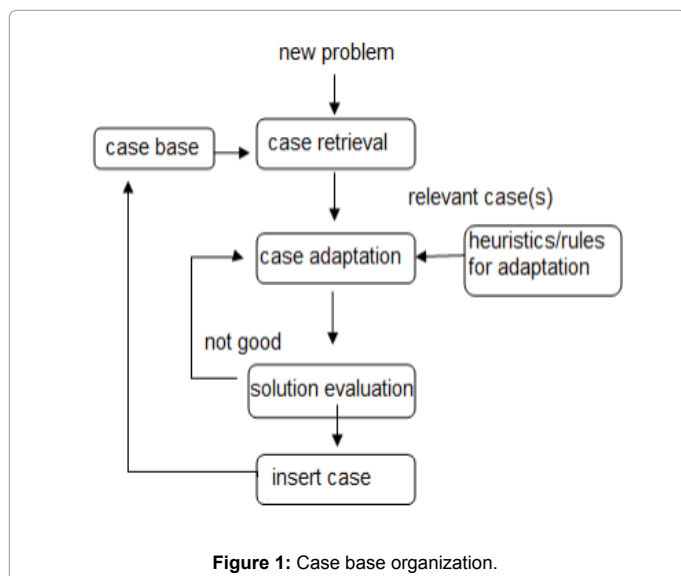 new problem
case base
case retrieval
relevant case(s)
case adaptation
heuristics/rules
for adaptation
not good
solution evaluation
insert case
Figure 1: Case base organization.